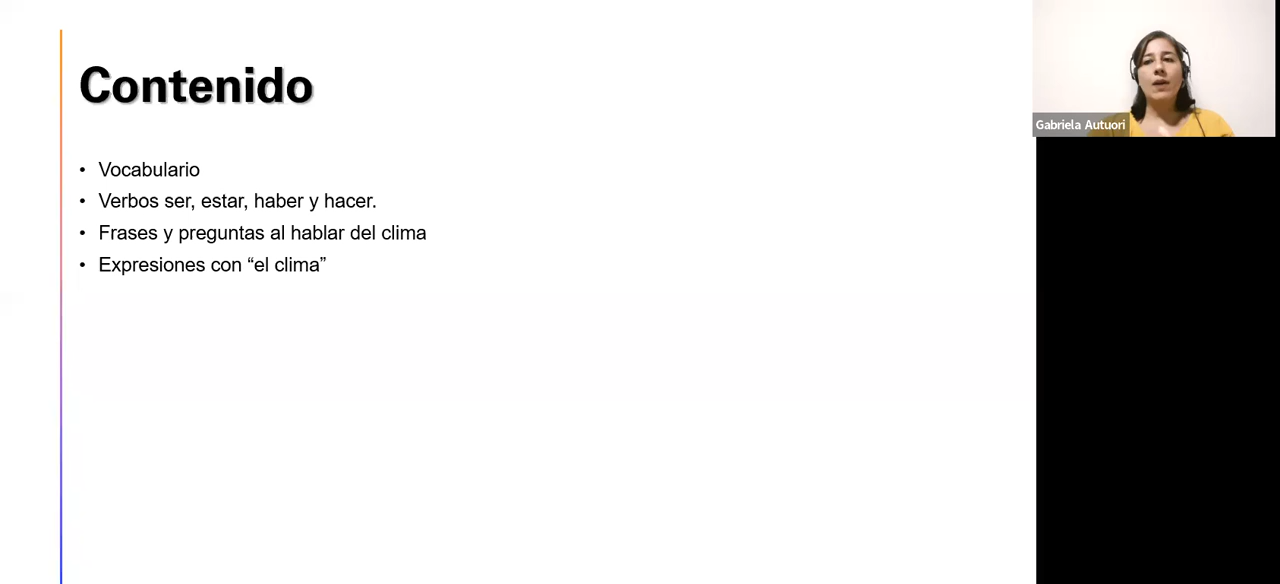 Contenido
• Vocabulario
• Verbos ser, estar, haber y hacer.
• Frases y preguntas al hablar del clima
• Expresiones con “el clima”
Gabriela Autuori